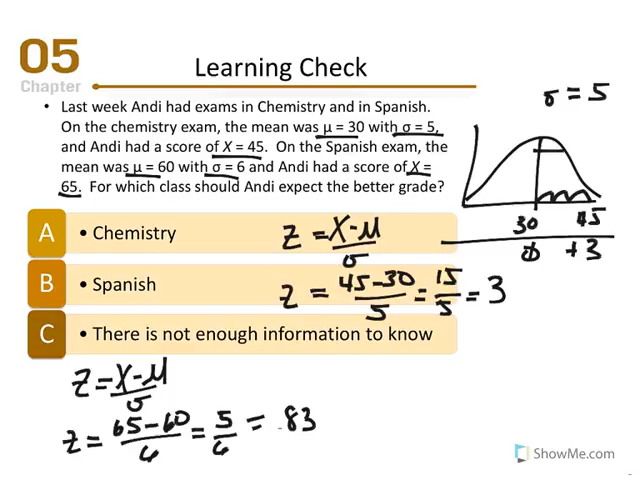 05
Chapter
Learning Check
σ = 5
• Last week Andi had exams in Chemistry and in Spanish.
On the chemistry exam, the mean was µ = 30 with σ = 5,
and Andi had a score of X = 45. On the Spanish exam, the
mean was µ = 60 with σ = 6 and Andi had a score of X =
65. For which class should Andi expect the better grade?
30 45
0 +3
A • Chemistry
Z = X-µ/σ
B • Spanish
Z = 45-30/5 = 15/5 = 3
C • There is not enough information to know
Z = X-µ/σ
Z = 65-60/6 = 5/6 = .83
ShowMe.com